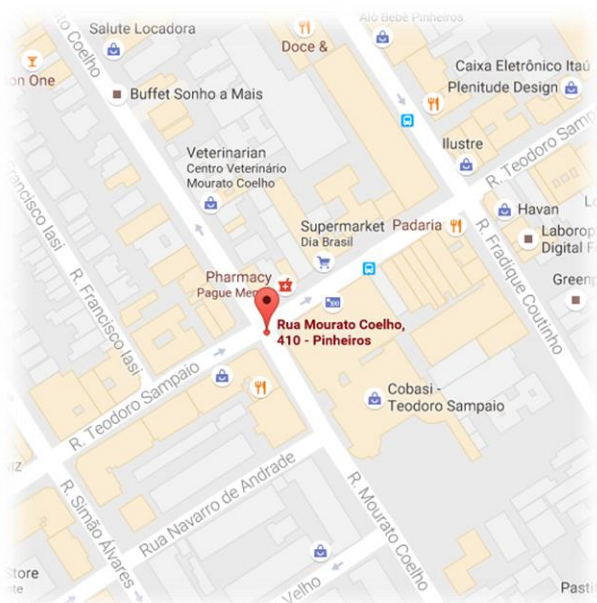 Alô Bebê Pinheiros
Salute Locadora
Doce &
on One
Coelho
Buffet Sonho a Mais
Caixa Eletrônico Itaú
Plenitude Design
Ilustre
R. Teodoro Samp
Veterinarian
Centro Veterinário
Mourato Coelho
Francisco Iasi
Supermarket
Dia Brasil
Padaria
Havan
Laborop
Digital F
R. Fradique Coutinho
Green
R. Francisco Iasi
Pharmacy
Pague Me
Rua Mourato Coelho,
410 - Pinheiros
R. Teodoro Sampaio
Cobasi -
Teodoro Sampaio
R. Simão Álvares
Rua Navarro de Andrade
R. Mourato Coelho
Store
Velho
Pasti